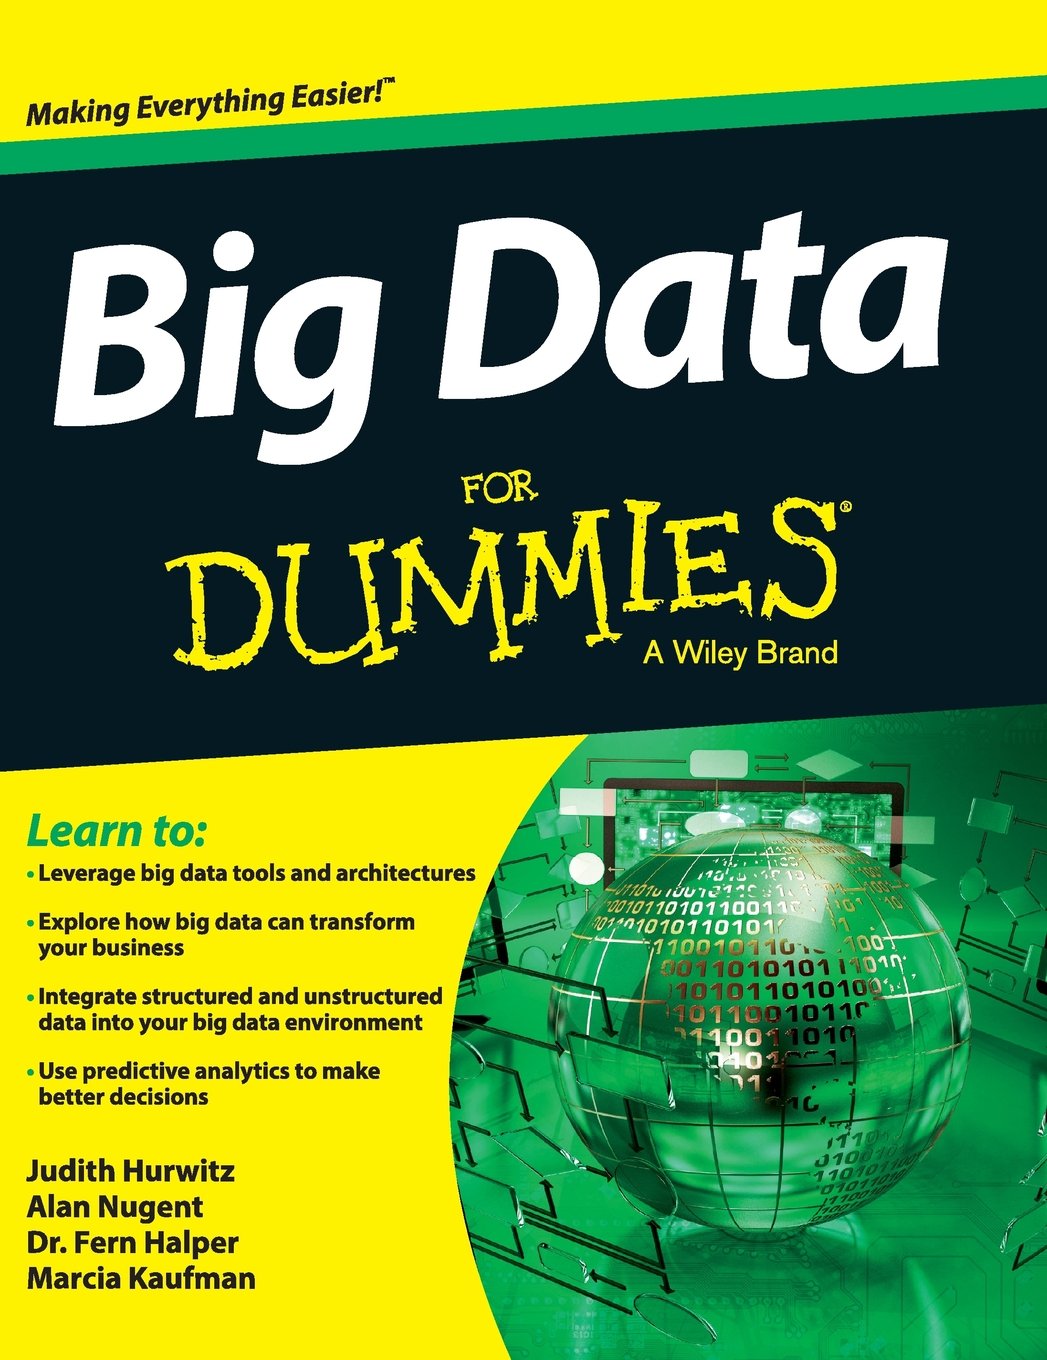 Making Everything Easier!™
Big Data
FOR
DUMMIES®
A Wiley Brand
Learn to:
• Leverage big data tools and architectures
• Explore how big data can transform
your business
• Integrate structured and unstructured
data into your big data environment
• Use predictive analytics to make
better decisions
Judith Hurwitz
Alan Nugent
Dr. Fern Halper
Marcia Kaufman